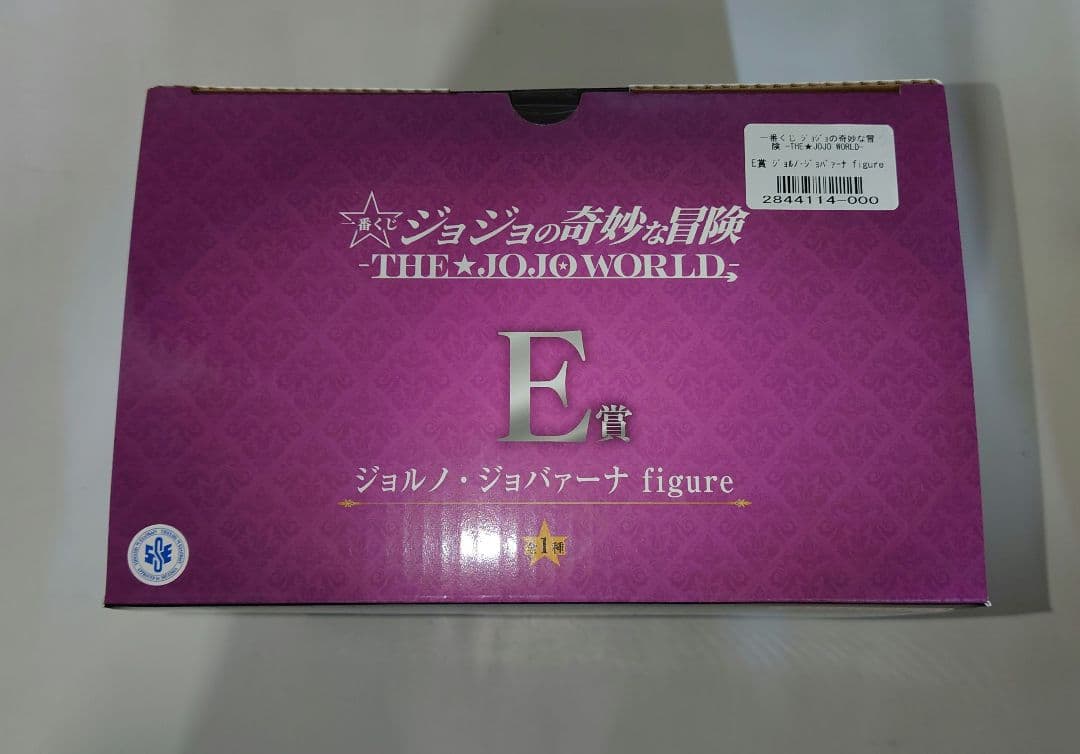 一番くじ ジョジョの奇妙な冒険 -THE★JOJO WORLD-
E賞 ジョルノ・ジョバァーナ figure
2844114-000
一番くじ
ジョジョの奇妙な冒険
-THE★JOJO WORLD-
E賞
ジョルノ・ジョバァーナ figure
全1種